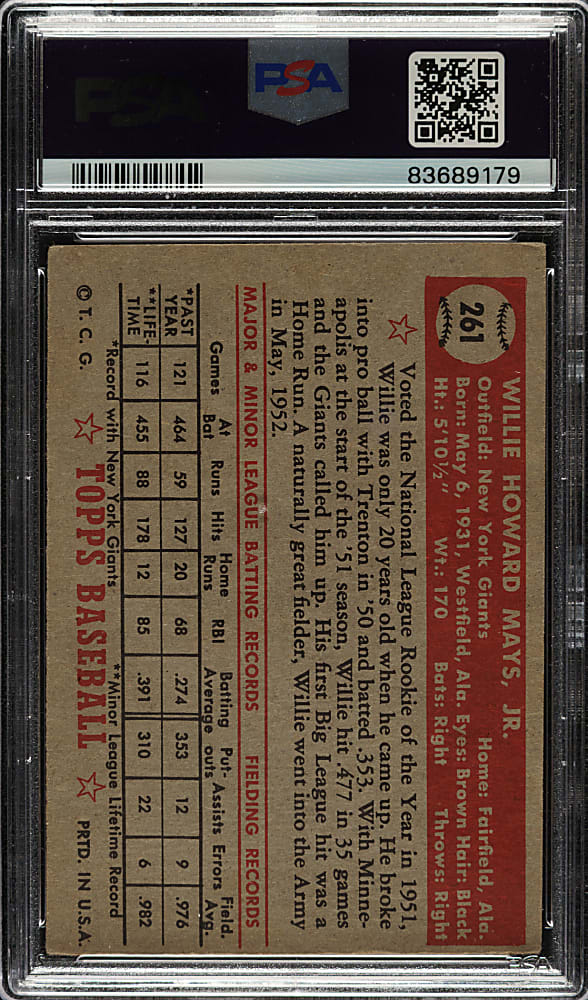 PSA
PSA
83689179
261
WILLIE HOWARD MAYS, JR.
Outfield: New York Giants Home: Fairfield, Ala.
Born: May 6, 1931, Westfield, Ala. Eyes: Brown Hair: Black
Ht.: 5'10½" Wt.: 170 Bats: Right Throws: Right
Voted the National League Rookie of the Year in 1951,
Willie was only 20 years old when he came up. He broke
into pro ball with Trenton in '50 and batted .353. With Minne-
apolis at the start of the '51 season, Willie hit .477 in 35 games
and the Giants called him up. His first Big League hit was a
Home Run. A naturally great fielder, Willie went into the Army
in May, 1952.
MAJOR & MINOR LEAGUE BATTING RECORDS FIELDING RECORDS
Games At Bat Runs Hits Home Runs RBI Batting Average Put-outs Assists Errors Field. Avg.
*PAST YEAR 121 464 59 127 20 68 .274 353 12 9 .976
**LIFE-TIME 116 455 88 178 12 85 .391 310 22 6 .982
*Record with New York Giants **Minor League Lifetime Record
© T. C. G. TOPPS BASEBALL PRTD. IN U.S.A.
PSA